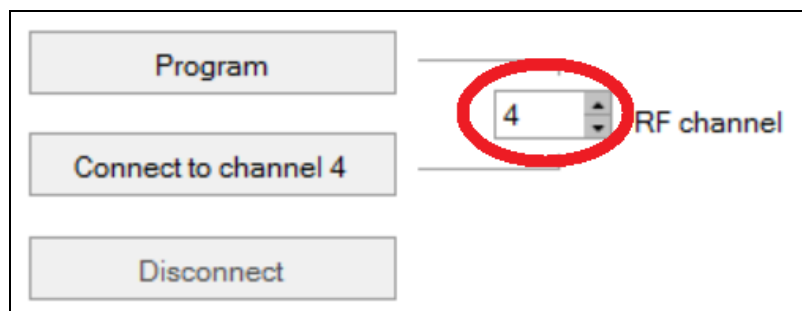 Program
4
RF channel
Connect to channel 4
Disconnect